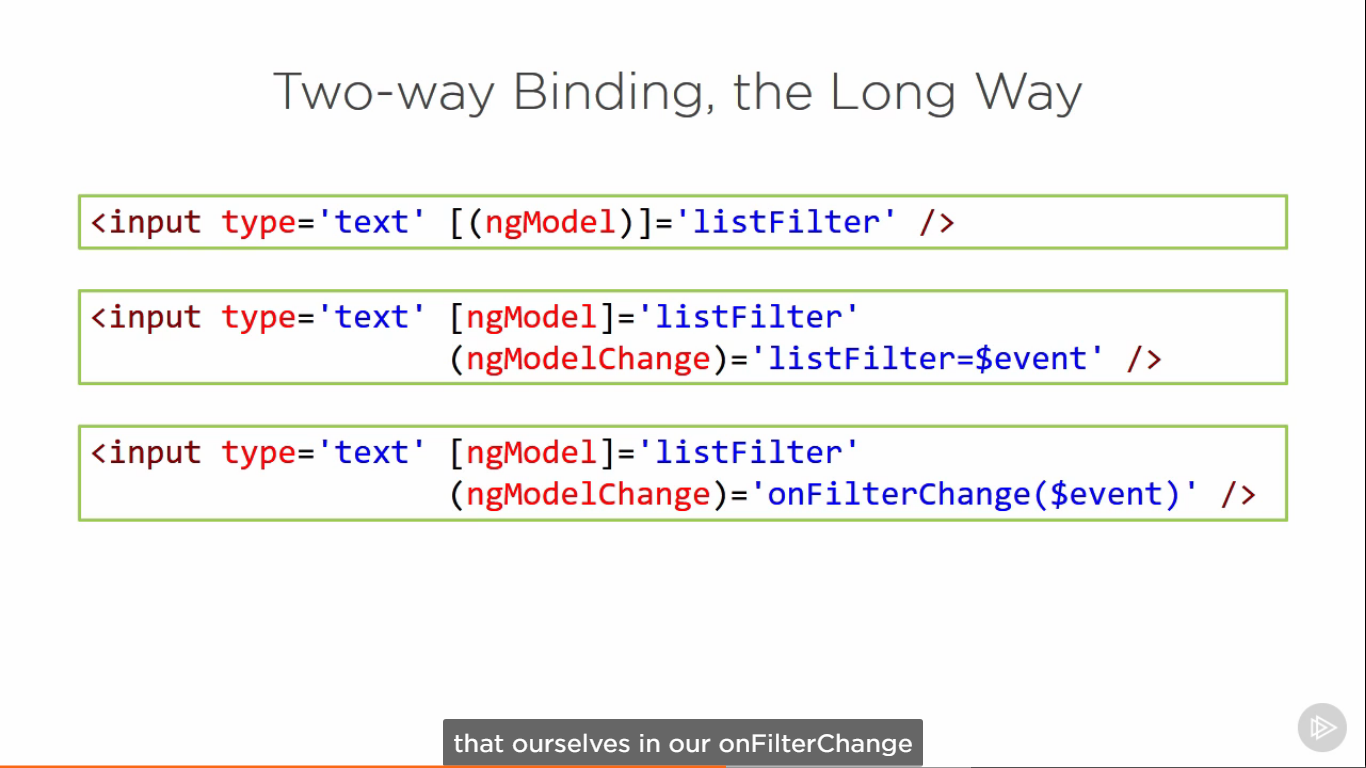 Two-way Binding, the Long Way
<input type='text' [(ngModel)]='listFilter' />
<input type='text' [ngModel]='listFilter'
(ngModelChange)='listFilter=$event' />
<input type='text' [ngModel]='listFilter'
(ngModelChange)='onFilterChange($event)' />
that ourselves in our onFilterChange